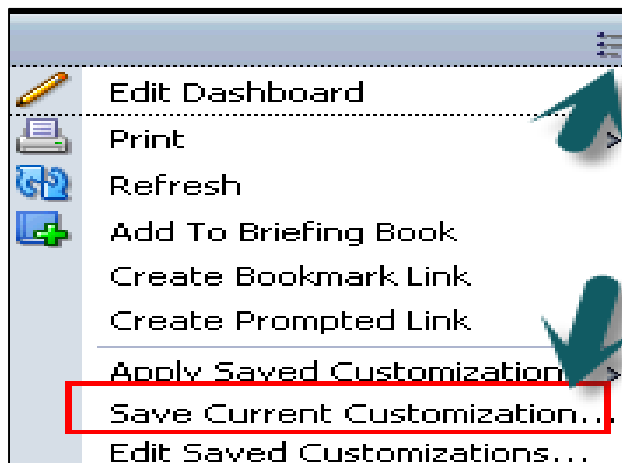 Edit Dashboard
Print
Refresh
Add To Briefing Book
Create Bookmark Link
Create Prompted Link
Apply Saved Customization
Save Current Customization...
Edit Saved Customizations...